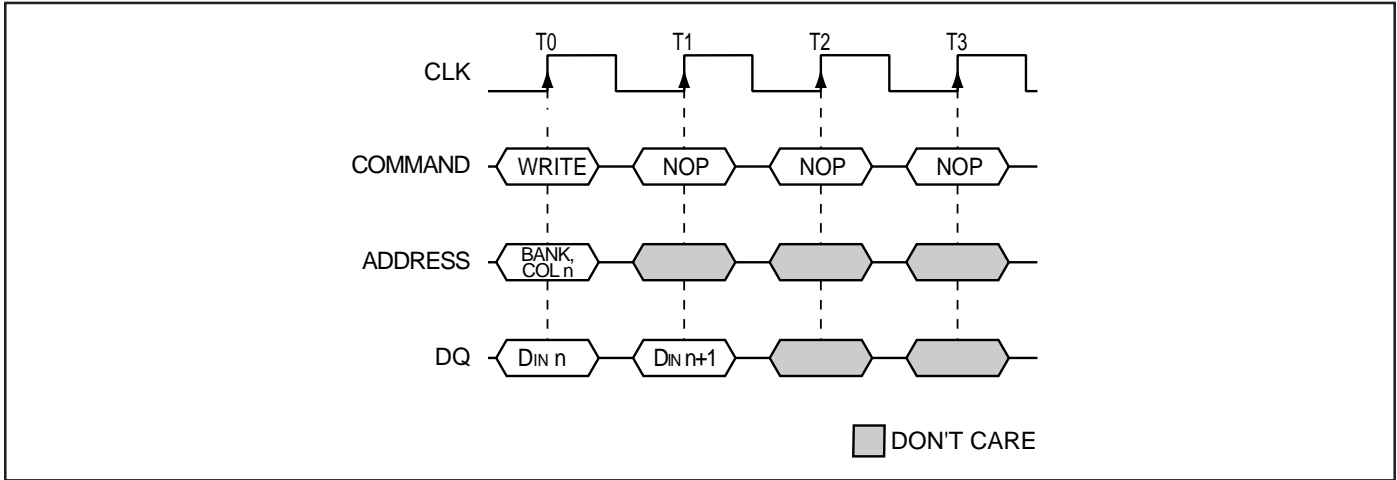 T0 T1 T2 T3
CLK
COMMAND WRITE NOP NOP NOP
ADDRESS BANK,
COL n
DQ DIN n DIN n+1
DON'T CARE